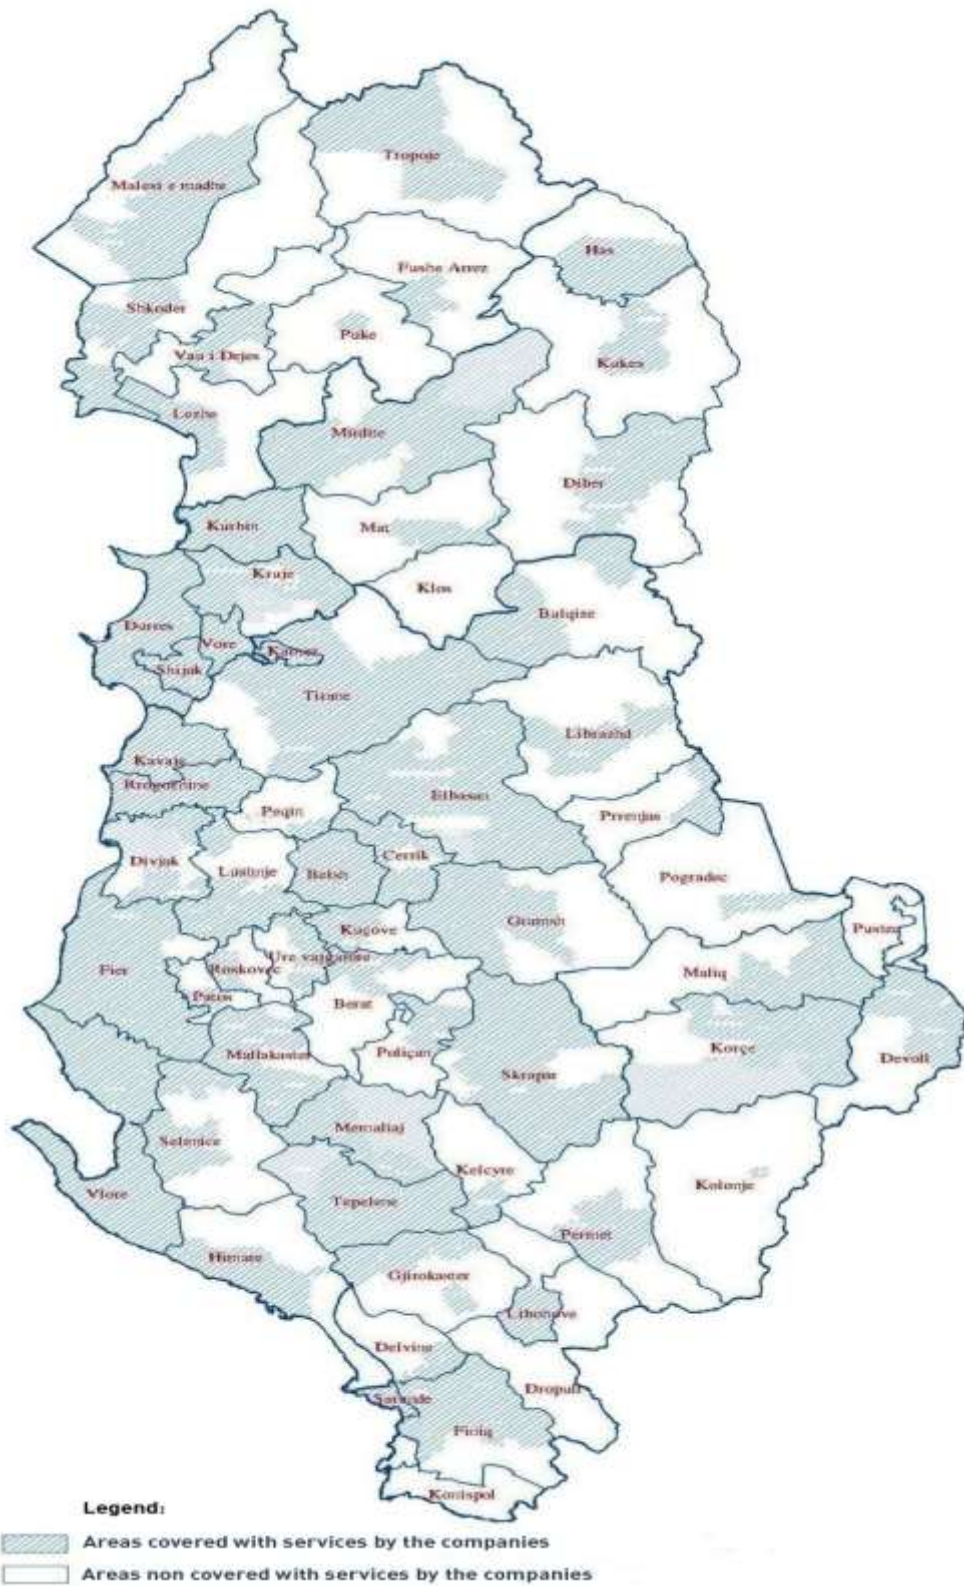 Tropoje
Malesi e madhe
Has
Fushe Arrez
Shkoder
Puke
Vau i Dejes
Kukes
Lezhe
Mirdite
Diber
Kurbin
Mat
Kruje
Klos
Bulqize
Durres
Vore
Kamez
Shijak
Tirane
Librazhd
Kavaje
Rrogozhine
Elbasan
Peqin
Prrenjas
Divjak
Lushnje
Belsh
Cerrik
Pogradec
Gramsh
Kuçove
Pustec
Ure vajgurore
Roskovec
Fier
Maliq
Patos
Berat
Mallakaster
Poliçan
Korçe
Devoll
Skrapar
Memaliaj
Selenice
Kelcyre
Kolonje
Vlore
Tepelene
Permet
Himare
Gjirokaster
Libohove
Delvine
Dropull
Sarande
Finiq
Konispol
Legend:
Areas covered with services by the companies
Areas non covered with services by the companies